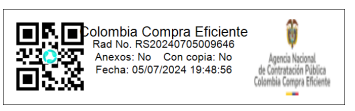 Colombia Compra Eficiente
Rad No. RS20240705009646
Anexos: No Con copia: No
Fecha: 05/07/2024 19:48:56
Agencia Nacional
de Contratación Pública
Colombia Compra Eficiente